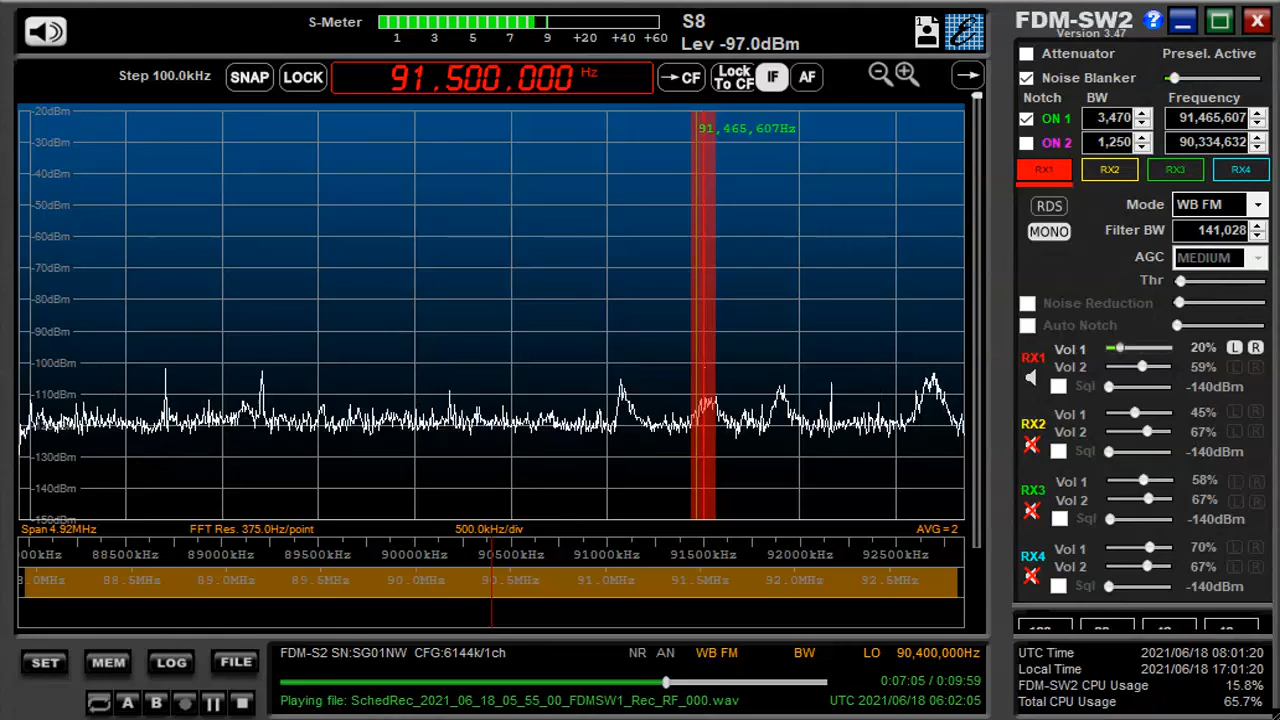 S-Meter
1 3 5 7 9 +20 +40 +60
S8
Lev -97.0dBm
1
FDM-SW2
?
X
Version 3.47
Step 100.0kHz
SNAP
LOCK
91.500.000 Hz
→CF
Lock To CF
IF
AF
→
Attenuator
Presel. Active
Noise Blanker
Notch BW Frequency
ON 1 3,470 91,465,607
ON 2 1,250 90,334,632
RX1 RX2 RX3 RX4
RDS Mode WB FM
MONO Filter BW 141,028
AGC MEDIUM
Thr
Noise Reduction
Auto Notch
RX1
Vol 1 20% L R
Vol 2 59% L R
Sql -140dBm
RX2
Vol 1 45% L R
Vol 2 67% L R
Sql -140dBm
RX3
Vol 1 58% L R
Vol 2 67% L R
Sql -140dBm
RX4
Vol 1 70% L R
Vol 2 67% L R
Sql -140dBm
-20dBm
91,465,607Hz
-30dBm
-40dBm
-50dBm
-60dBm
-70dBm
-80dBm
-90dBm
-100dBm
-110dBm
-120dBm
-130dBm
-140dBm
-150dBm
Span 4.92MHz FFT Res. 375.0Hz/point 500.0kHz/div AVG = 2
00kHz 88500kHz 89000kHz 89500kHz 90000kHz 90500kHz 91000kHz 91500kHz 92000kHz 92500kHz
8.0MHz 88.5MHz 89.0MHz 89.5MHz 90.0MHz 90.5MHz 91.0MHz 91.5MHz 92.0MHz 92.5MHz
SET
MEM
LOG
FILE
A
B
FDM-S2 SN:SG01NW CFG:6144k/1ch NR AN WB FM BW LO 90,400,000Hz
0:07:05 / 0:09:59
Playing file: SchedRec_2021_06_18_05_55_00_FDMSW1_Rec_RF_000.wav UTC 2021/06/18 06:02:05
UTC Time 2021/06/18 08:01:20
Local Time 2021/06/18 17:01:20
FDM-SW2 CPU Usage 15.8%
Total CPU Usage 65.7%